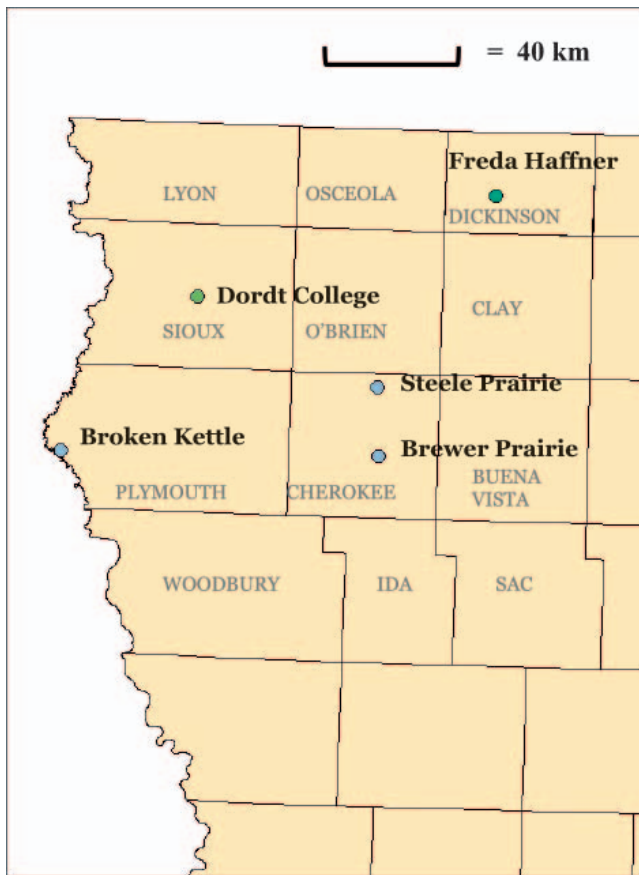 = 40 km
Freda Haffner
LYON
OSCEOLA
DICKINSON
Dordt College
CLAY
SIOUX
O'BRIEN
Steele Prairie
Broken Kettle
Brewer Prairie
BUENA
VISTA
PLYMOUTH
CHEROKEE
WOODBURY
IDA
SAC